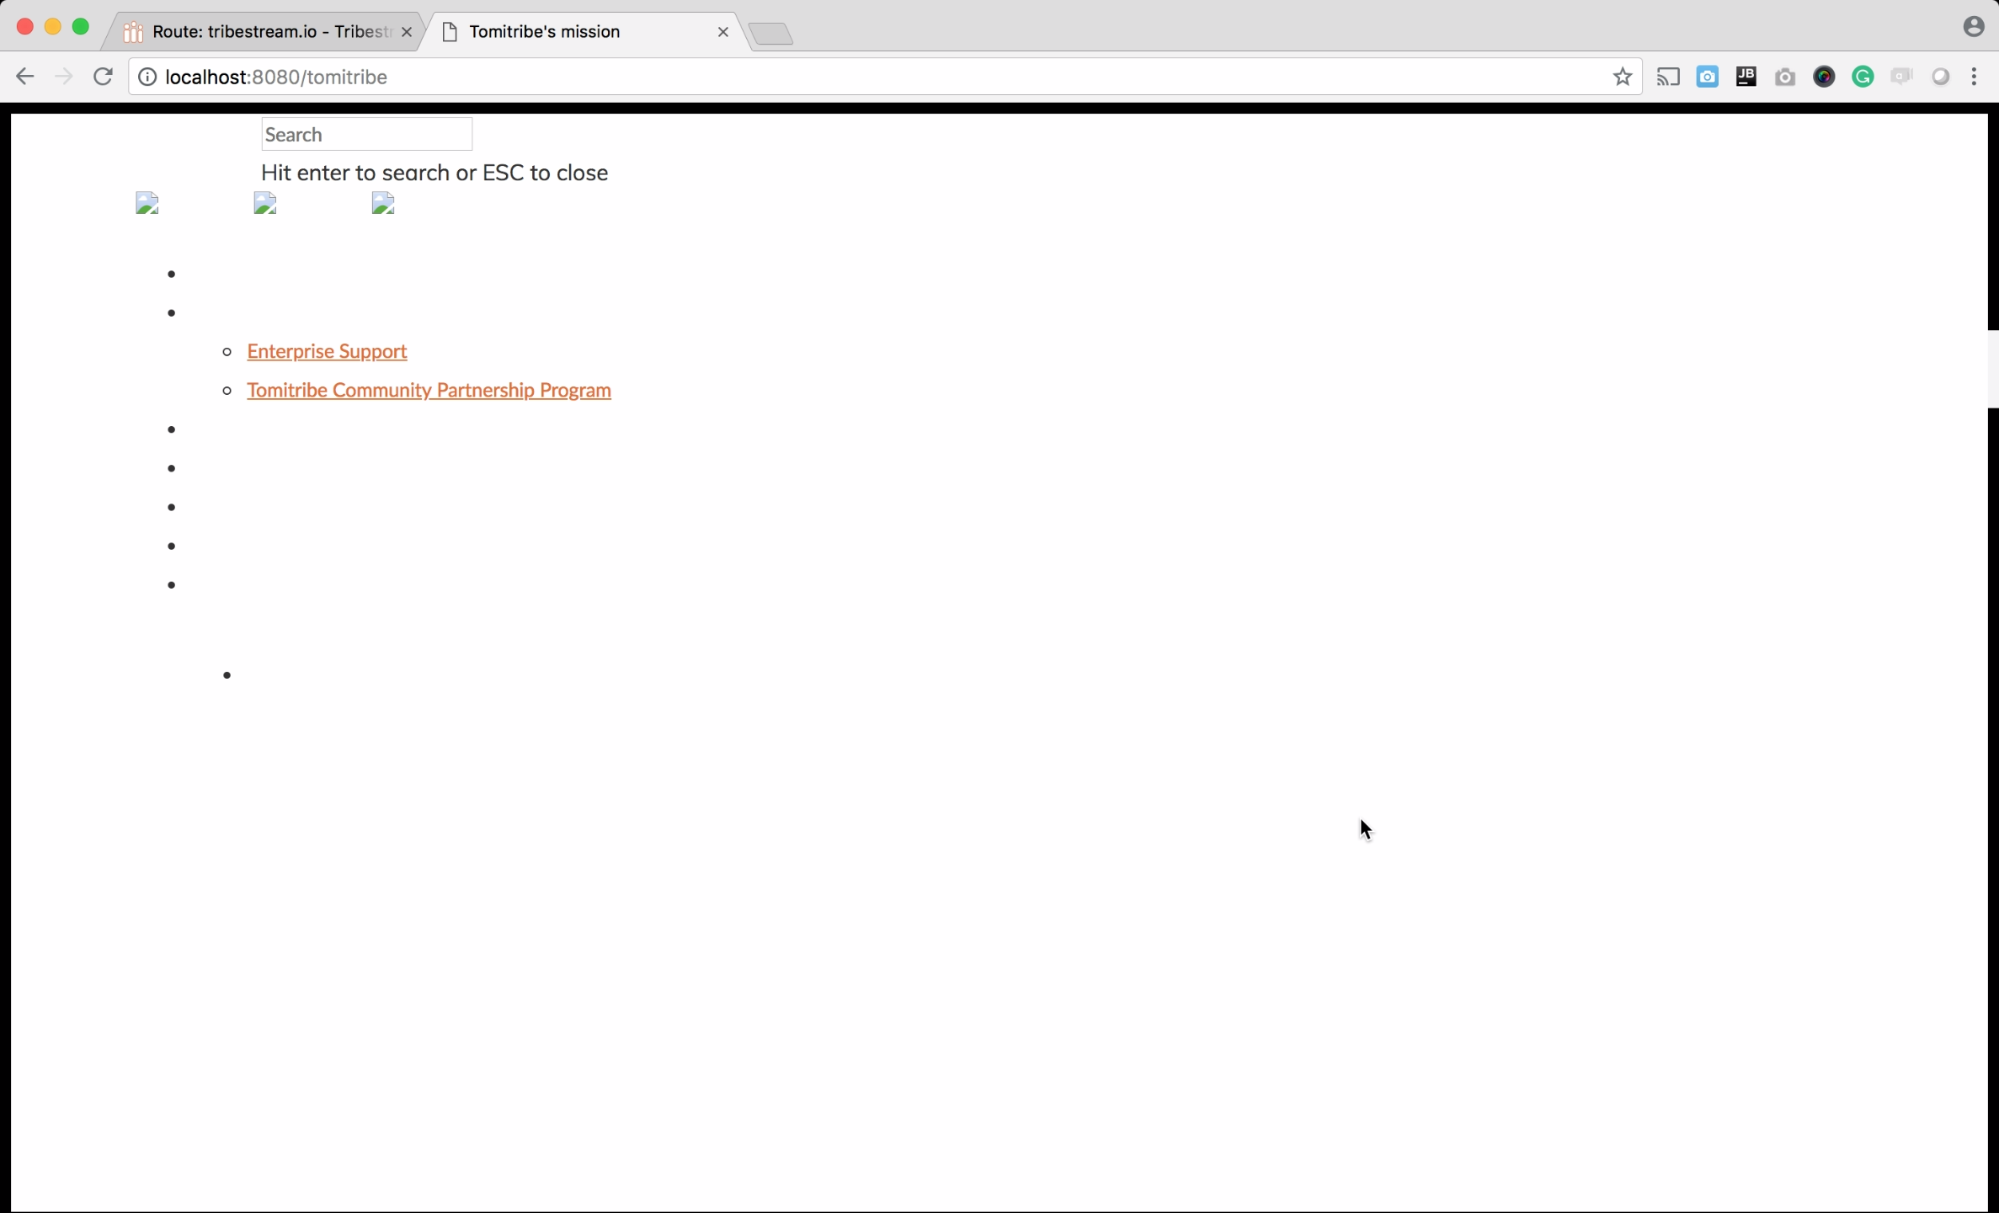 Route: tribestream.io - Tribest
Tomitribe's mission
localhost:8080/tomitribe
JB
Search
Hit enter to search or ESC to close
Enterprise Support
Tomitribe Community Partnership Program